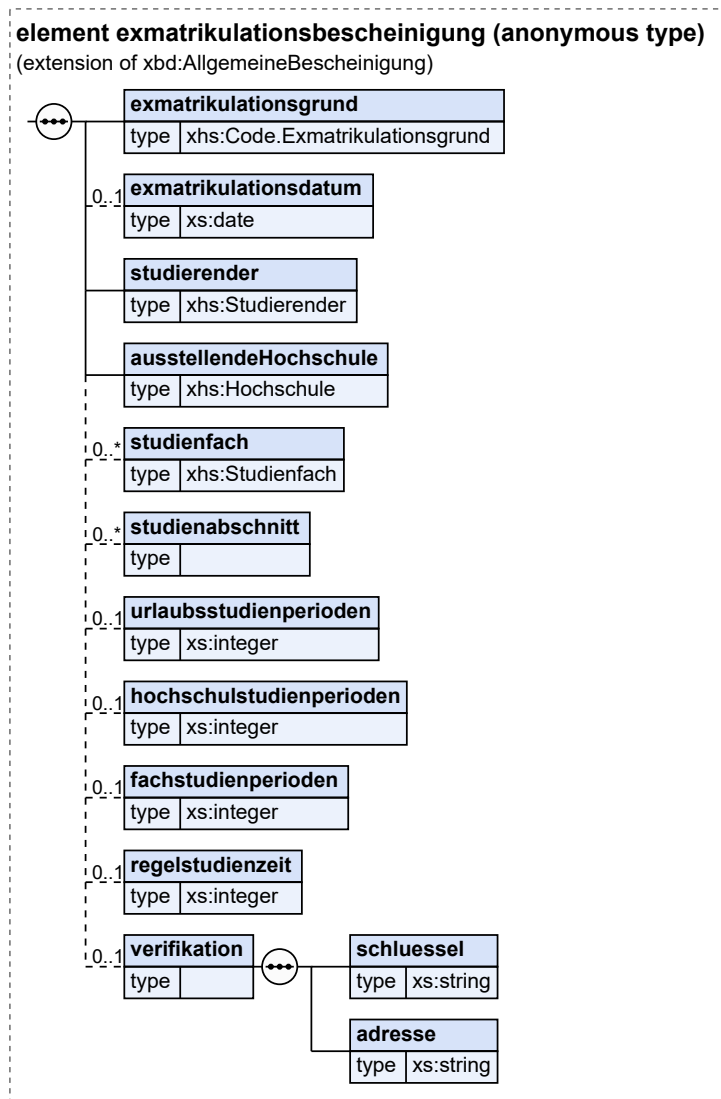 element exmatrikulationsbescheinigung (anonymous type)
(extension of xbd:AllgemeineBescheinigung)
exmatrikulationsgrund
type xhs:Code.Exmatrikulationsgrund
0..1 exmatrikulationsdatum
type xs:date
studierender
type xhs:Studierender
ausstellendeHochschule
type xhs:Hochschule
0..* studienfach
type xhs:Studienfach
0..* studienabschnitt
type
0..1 urlaubsstudienperioden
type xs:integer
0..1 hochschulstudienperioden
type xs:integer
0..1 fachstudienperioden
type xs:integer
0..1 regelstudienzeit
type xs:integer
0..1 verifikation
type
schluessel
type xs:string
adresse
type xs:string